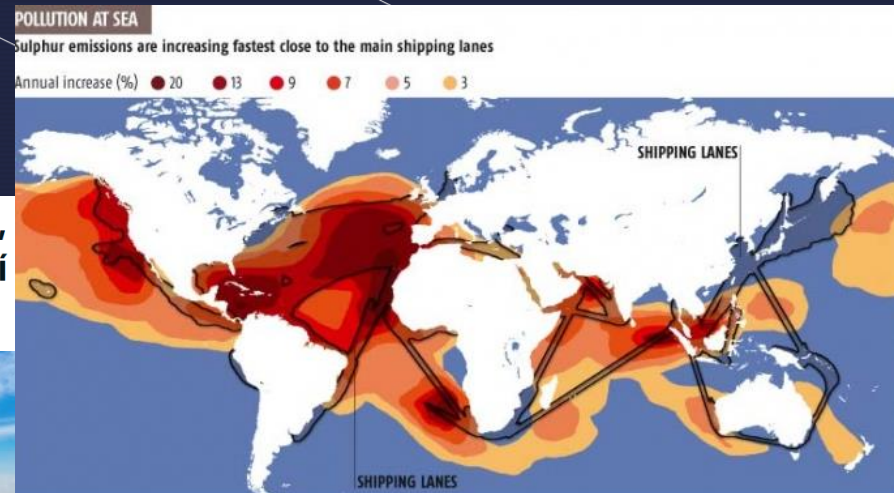 POLLUTION AT SEA
Sulphur emissions are increasing fastest close to the main shipping lanes
Annual increase (%) 20 13 9 7 5 3
SHIPPING LANES
í
SHIPPING LANES